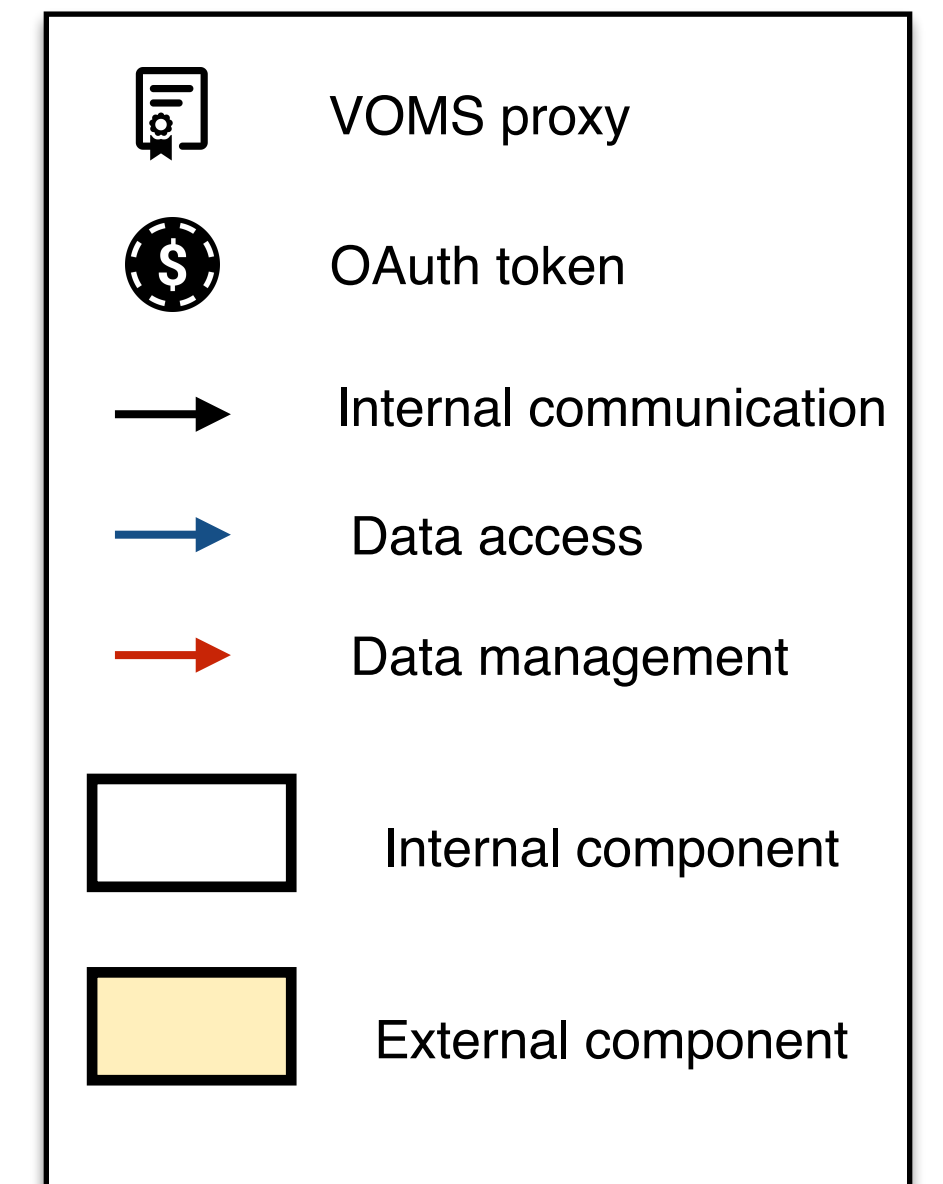 VOMS proxy
$
OAuth token
Internal communication
Data access
Data management
Internal component
External component